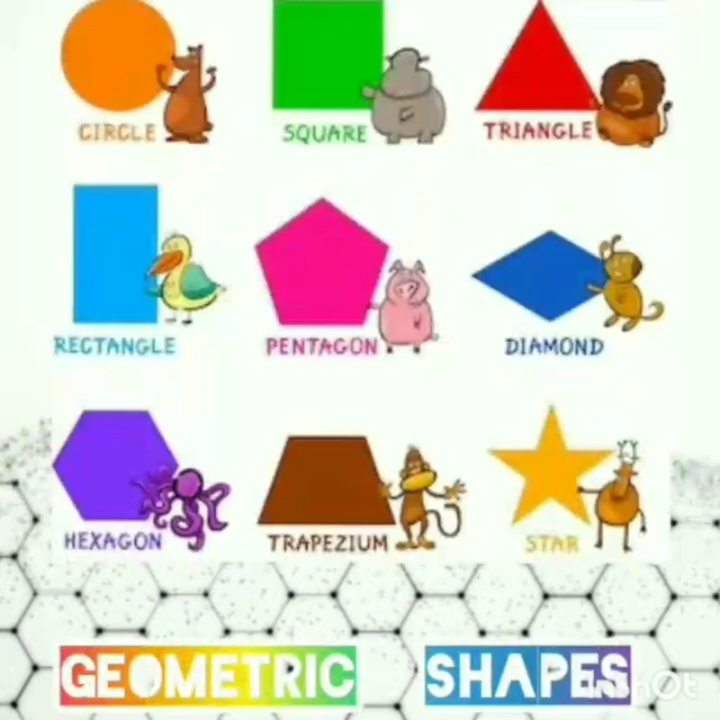 CIRCLE SQUARE TRIANGLE
RECTANGLE PENTAGON DIAMOND
HEXAGON TRAPEZIUM STAR
GEOMETRIC SHAPES